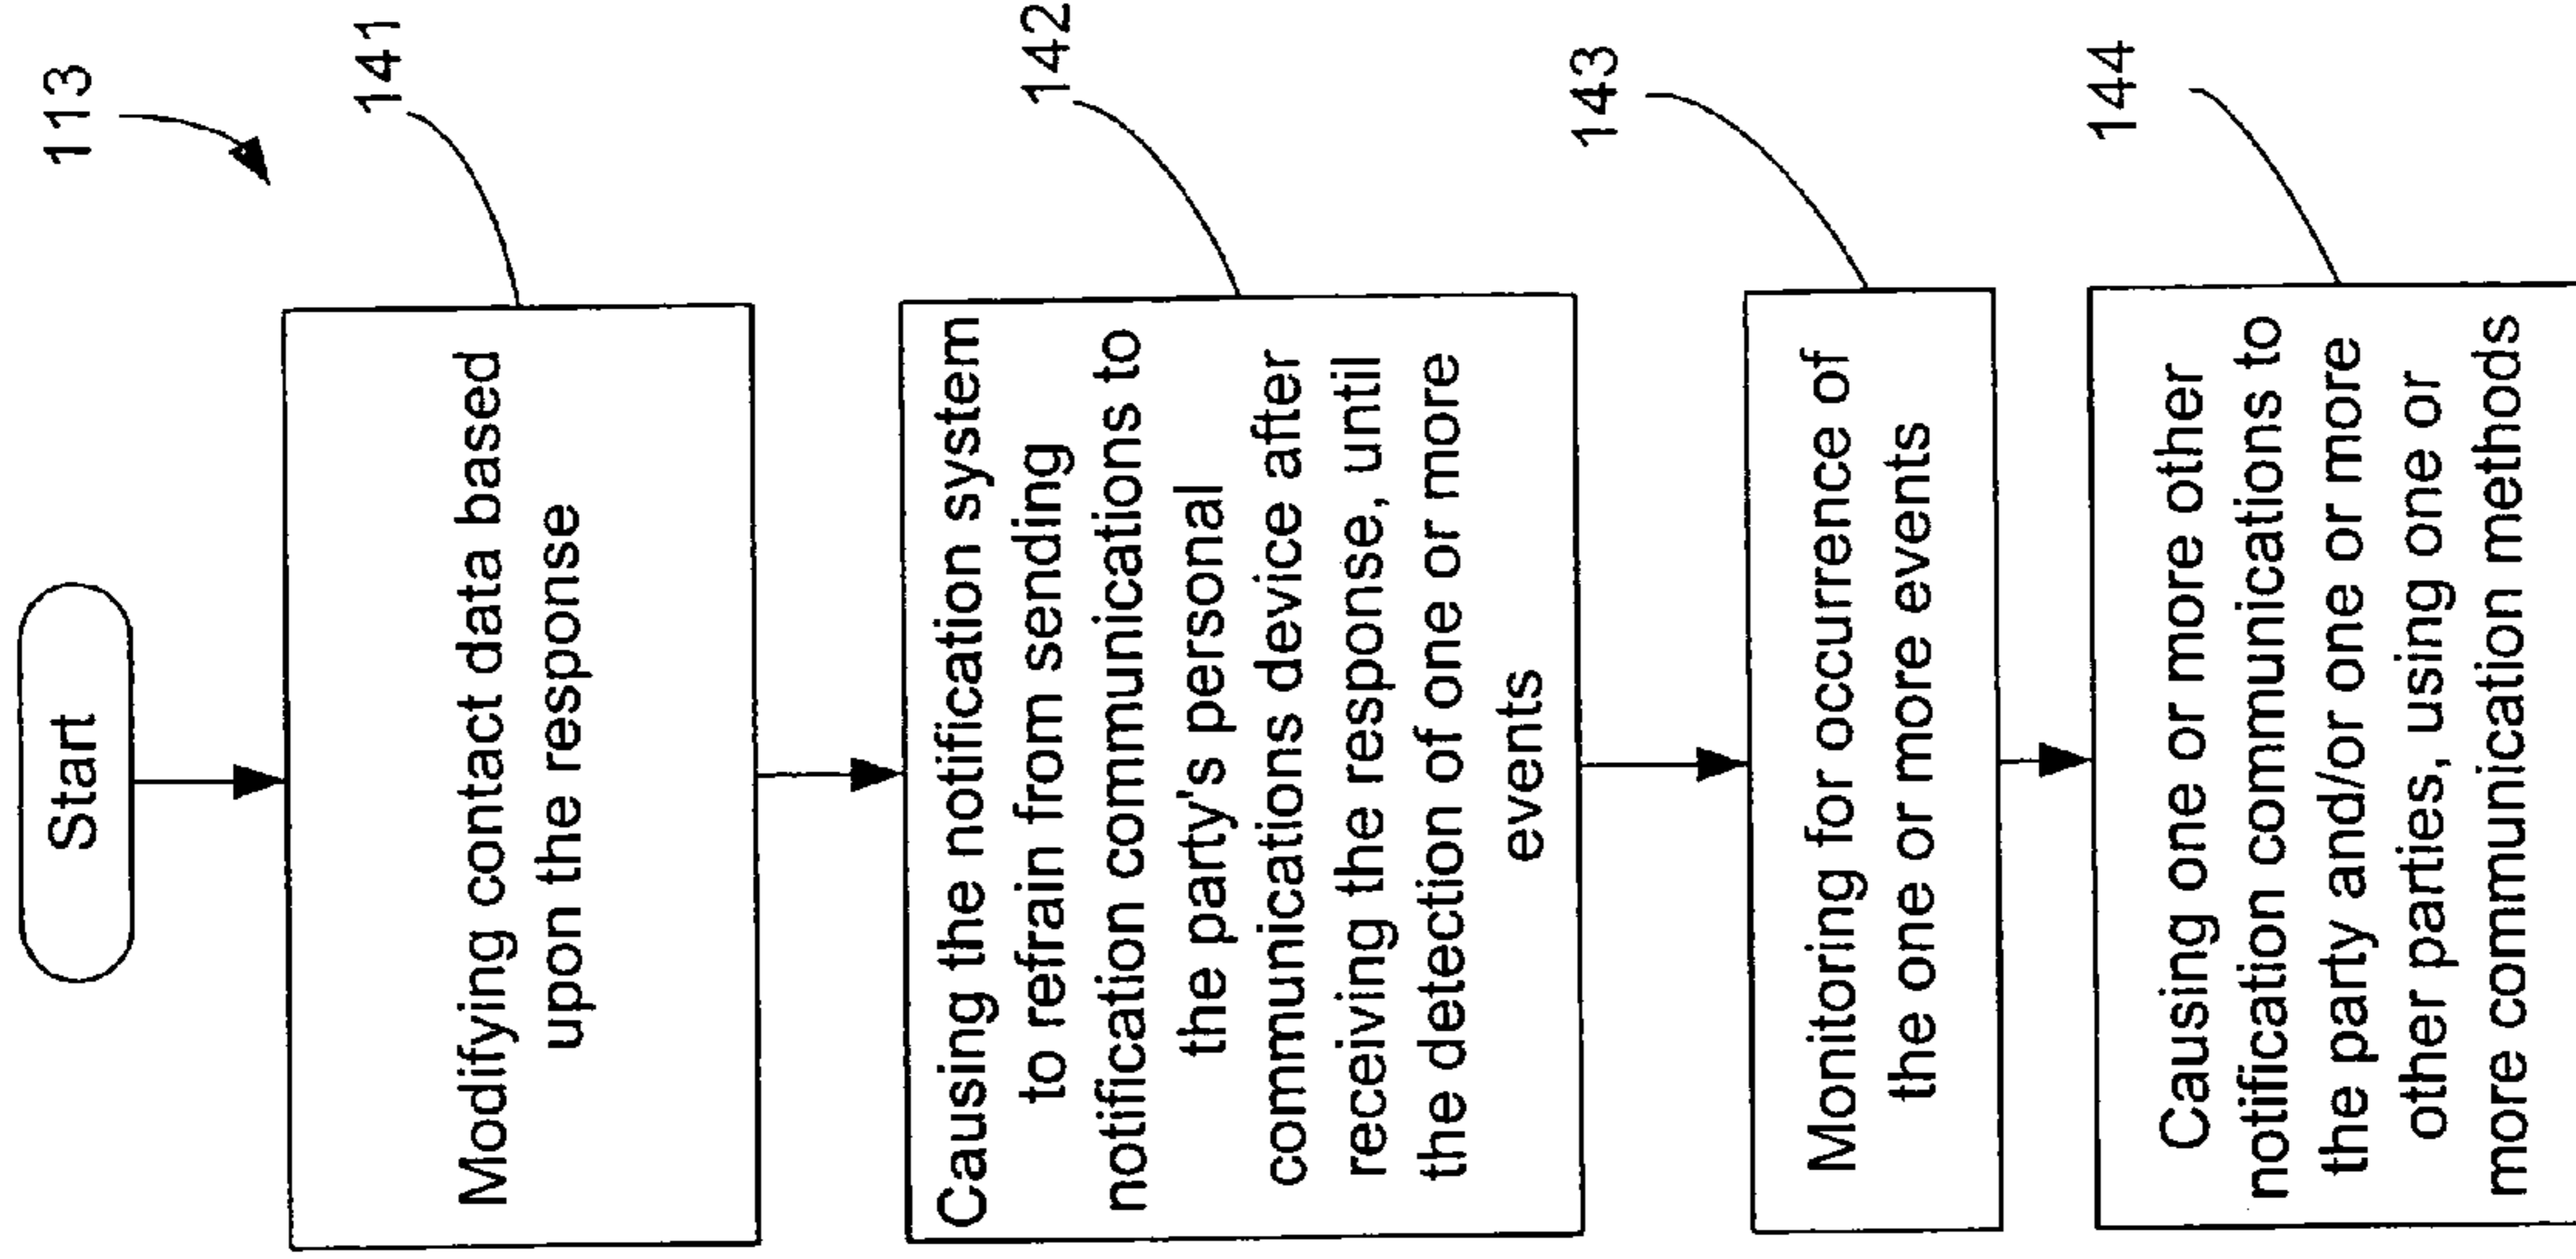 113
Start
141
Modifying contact data based
upon the response
142
Causing the notification system
to refrain from sending
notification communications to
the party's personal
communications device after
receiving the response, until
the detection of one or more
events
143
Monitoring for occurrence of
the one or more events
144
Causing one or more other
notification communications to
the party and/or one or more
other parties, using one or
more communication methods